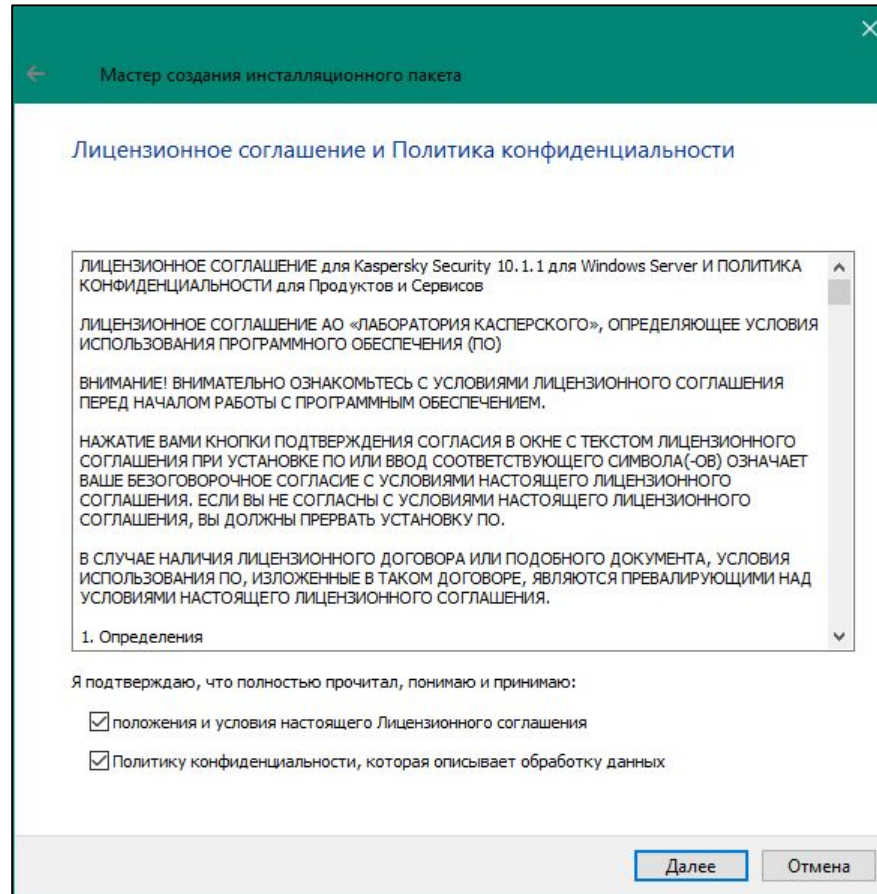 Мастер создания инсталляционного пакета
Лицензионное соглашение и Политика конфиденциальности
ЛИЦЕНЗИОННОЕ СОГЛАШЕНИЕ для Kaspersky Security 10.1.1 для Windows Server И ПОЛИТИКА
КОНФИДЕНЦИАЛЬНОСТИ для Продуктов и Сервисов
ЛИЦЕНЗИОННОЕ СОГЛАШЕНИЕ АО «ЛАБОРАТОРИЯ КАСПЕРСКОГО», ОПРЕДЕЛЯЮЩЕЕ УСЛОВИЯ
ИСПОЛЬЗОВАНИЯ ПРОГРАММНОГО ОБЕСПЕЧЕНИЯ (ПО)
ВНИМАНИЕ! ВНИМАТЕЛЬНО ОЗНАКОМЬТЕСЬ С УСЛОВИЯМИ ЛИЦЕНЗИОННОГО СОГЛАШЕНИЯ
ПЕРЕД НАЧАЛОМ РАБОТЫ С ПРОГРАММНЫМ ОБЕСПЕЧЕНИЕМ.
НАЖАТИЕ ВАМИ КНОПКИ ПОДТВЕРЖДЕНИЯ СОГЛАСИЯ В ОКНЕ С ТЕКСТОМ ЛИЦЕНЗИОННОГО
СОГЛАШЕНИЯ ПРИ УСТАНОВКЕ ПО ИЛИ ВВОД СООТВЕТСТВУЮЩЕГО СИМВОЛА(-ОВ) ОЗНАЧАЕТ
ВАШЕ БЕЗОГОВОРОЧНОЕ СОГЛАСИЕ С УСЛОВИЯМИ НАСТОЯЩЕГО ЛИЦЕНЗИОННОГО
СОГЛАШЕНИЯ. ЕСЛИ ВЫ НЕ СОГЛАСНЫ С УСЛОВИЯМИ НАСТОЯЩЕГО ЛИЦЕНЗИОННОГО
СОГЛАШЕНИЯ, ВЫ ДОЛЖНЫ ПРЕРВАТЬ УСТАНОВКУ ПО.
В СЛУЧАЕ НАЛИЧИЯ ЛИЦЕНЗИОННОГО ДОГОВОРА ИЛИ ПОДОБНОГО ДОКУМЕНТА, УСЛОВИЯ
ИСПОЛЬЗОВАНИЯ ПО, ИЗЛОЖЕННЫЕ В ТАКОМ ДОГОВОРЕ, ЯВЛЯЮТСЯ ПРЕВАЛИРУЮЩИМИ НАД
УСЛОВИЯМИ НАСТОЯЩЕГО ЛИЦЕНЗИОННОГО СОГЛАШЕНИЯ.
1. Определения
Я подтверждаю, что полностью прочитал, понимаю и принимаю:
положения и условия настоящего Лицензионного соглашения
Политику конфиденциальности, которая описывает обработку данных
Далее
Отмена